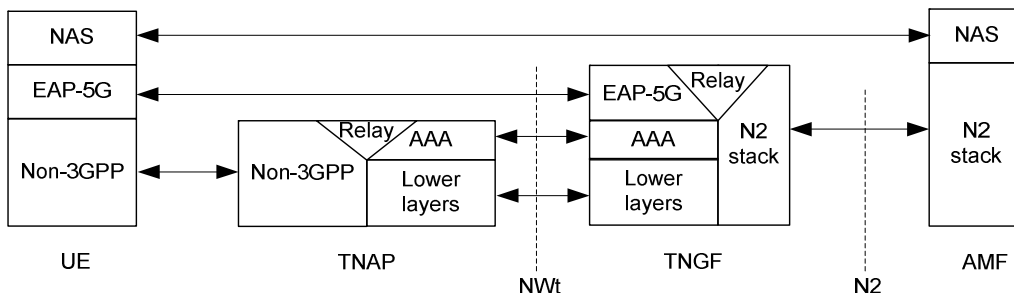 NAS
NAS
EAP-5G
EAP-5G
Relay
Relay
AAA
AAA
N2
stack
N2
stack
Non-3GPP
Non-3GPP
Lower
layers
Lower
layers
UE
TNAP
TNGF
AMF
NWt
N2